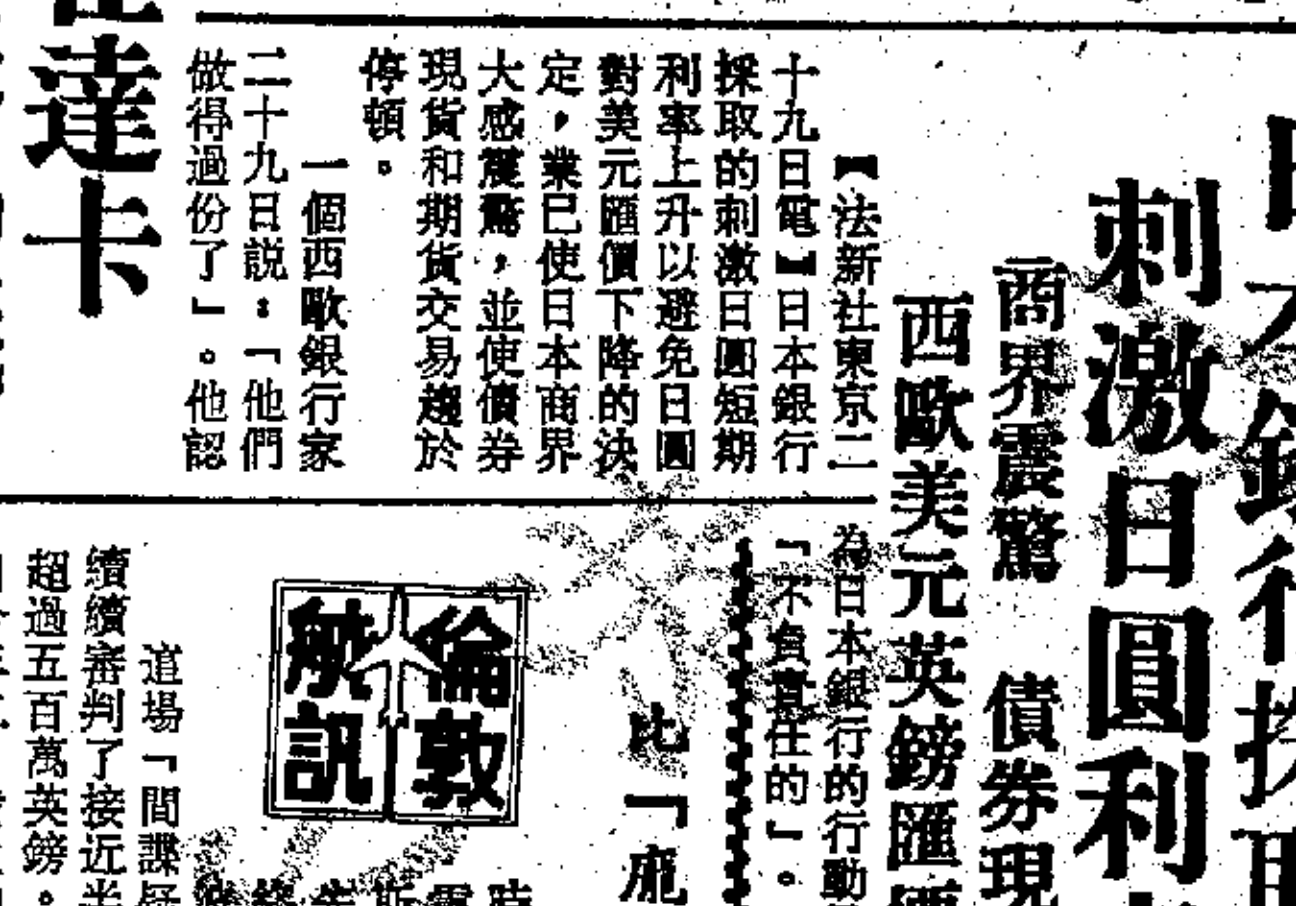 刺激日圓利
商界震驚 債券現
西歐美元英鎊匯
【法新社東京二
十九日電】日本銀行
採取的刺激日圓短期
利率上升以避免日圓
對美元匯價下降的決
定，業已使日本商界
大感震驚，並使債券
現貨和期貨交易趨於
停頓。
一個西歐銀行家
二十九日説：「他們
做得過份了」。他認
為日本銀行的行動
「不負責任的」。
達卡
比「龐
倫敦
航訊
這場「間諜疑
續續審判了接近半
超過五百萬英鎊。